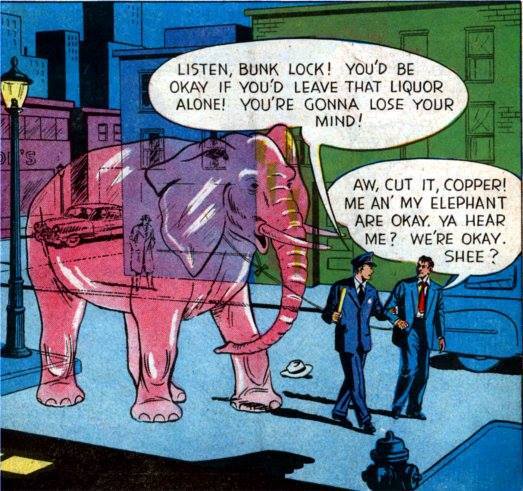 LISTEN, BUNK LOCK! YOU'D BE
OKAY IF YOU'D LEAVE THAT LIQUOR
ALONE! YOU'RE GONNA LOSE YOUR
MIND!
AW, CUT IT, COPPER!
ME AN' MY ELEPHANT
ARE OKAY. YA HEAR
ME? WE'RE OKAY.
SHEE?